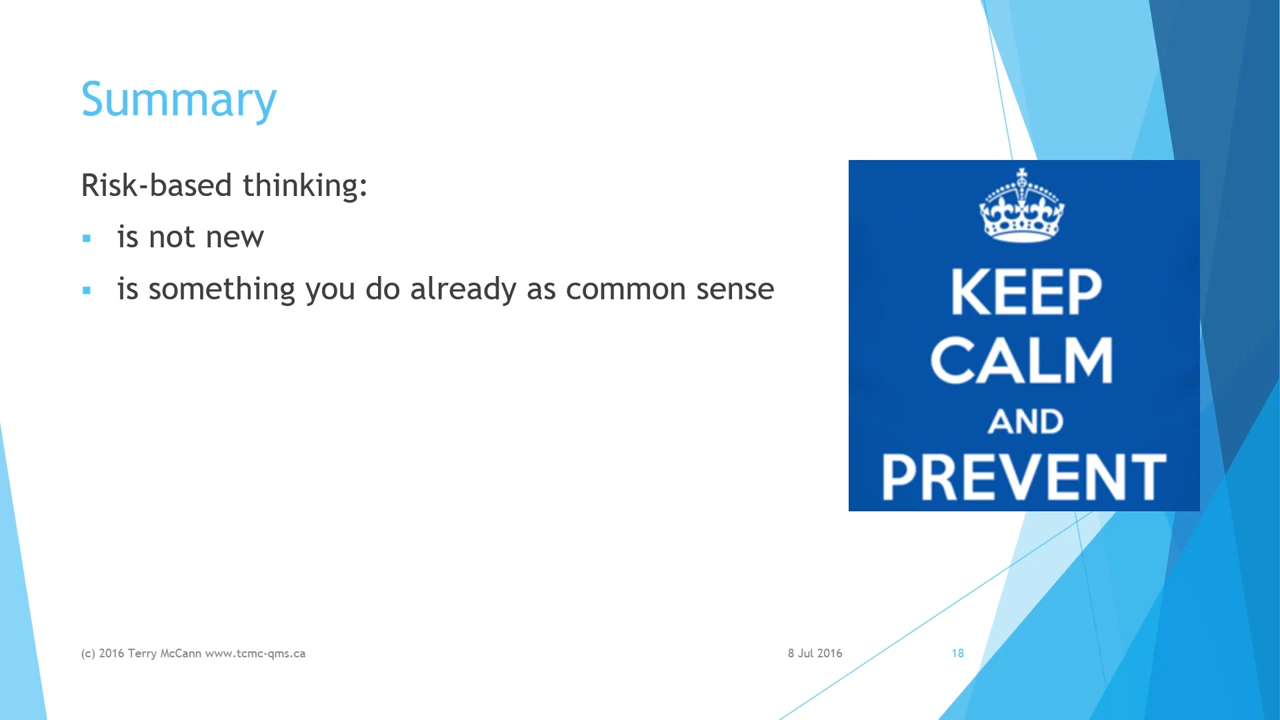 Summary
Risk-based thinking:
▪ is not new
▪ is something you do already as common sense
KEEP
CALM
AND
PREVENT
(c) 2016 Terry McCann www.tcmc-qms.ca
8 Jul 2016
18